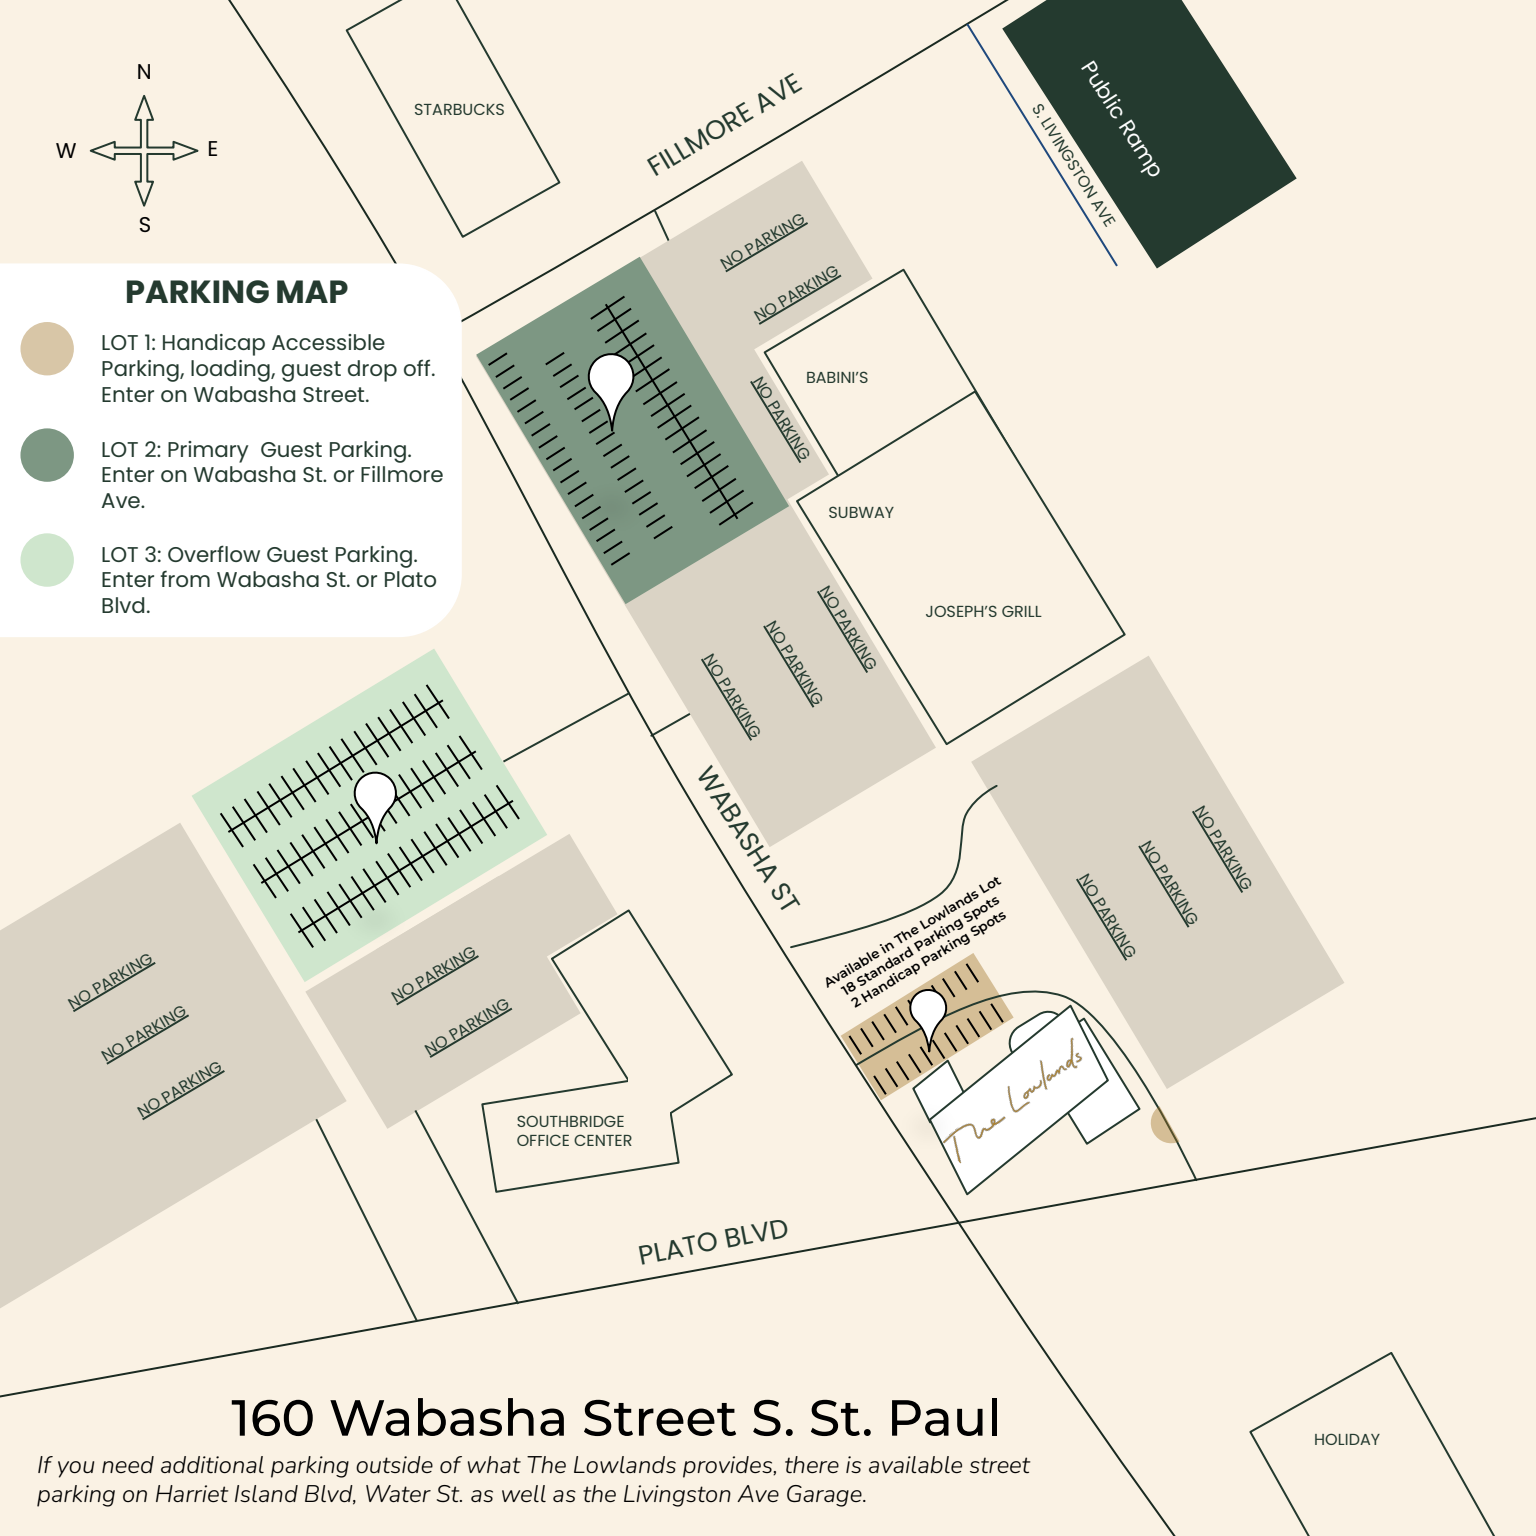 STARBUCKS
FILLMORE AVE
Public Ramp
S. LIVINGSTON AVE
N
W
E
S
PARKING MAP
LOT 1: Handicap Accessible
Parking, loading, guest drop off.
Enter on Wabasha Street.
LOT 2: Primary  Guest Parking.
Enter on Wabasha St. or Fillmore
Ave.
LOT 3: Overflow Guest Parking.
Enter from Wabasha St. or Plato
Blvd.
NO PARKING
NO PARKING
NO PARKING
BABINI'S
SUBWAY
JOSEPH'S GRILL
NO PARKING
NO PARKING
NO PARKING
WABASHA ST
NO PARKING
NO PARKING
NO PARKING
Available in The Lowlands Lot
18 Standard Parking Spots
2 Handicap Parking Spots
The Lowlands
NO PARKING
NO PARKING
NO PARKING
NO PARKING
NO PARKING
SOUTHBRIDGE
OFFICE CENTER
PLATO BLVD
HOLIDAY
160 Wabasha Street S. St. Paul
If you need additional parking outside of what The Lowlands provides, there is available street
parking on Harriet Island Blvd, Water St. as well as the Livingston Ave Garage.